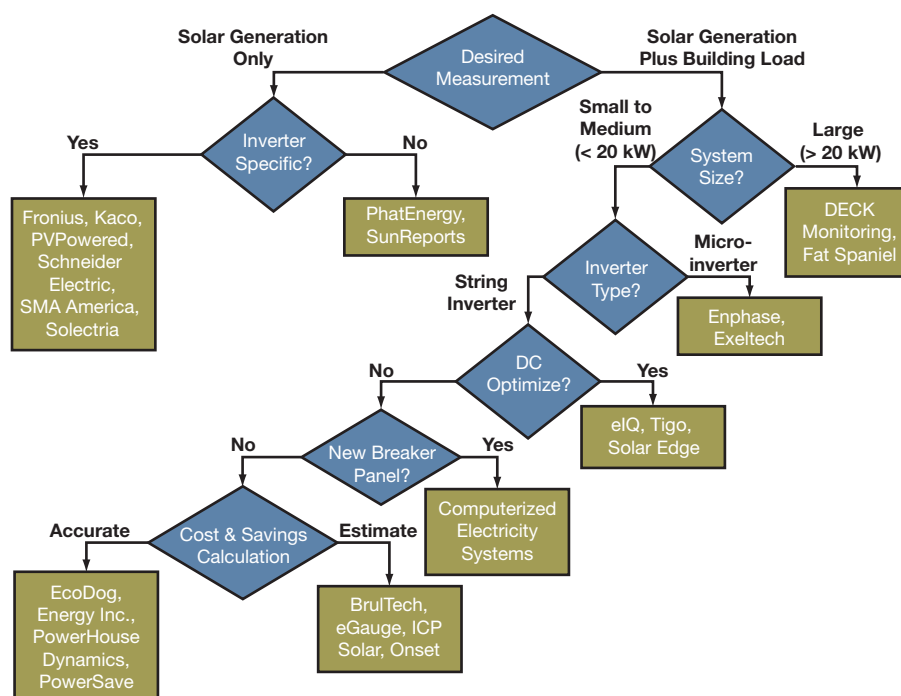 Solar Generation
Only
Desired
Measurement
Solar Generation
Plus Building Load
Yes
Inverter
Specific?
No
Small to
Medium
(< 20 kW)
System
Size?
Large
(> 20 kW)
Fronius, Kaco,
PVPowered,
Schneider
Electric,
SMA America,
Solectria
PhatEnergy,
SunReports
DECK
Monitoring,
Fat Spaniel
String
Inverter
Inverter
Type?
Micro-
inverter
Enphase,
Exeltech
No
DC
Optimize?
Yes
eIQ, Tigo,
Solar Edge
No
New Breaker
Panel?
Yes
Computerized
Electricity
Systems
Accurate
Cost & Savings
Calculation
Estimate
EcoDog,
Energy Inc.,
PowerHouse
Dynamics,
PowerSave
BrulTech,
eGauge, ICP
Solar, Onset